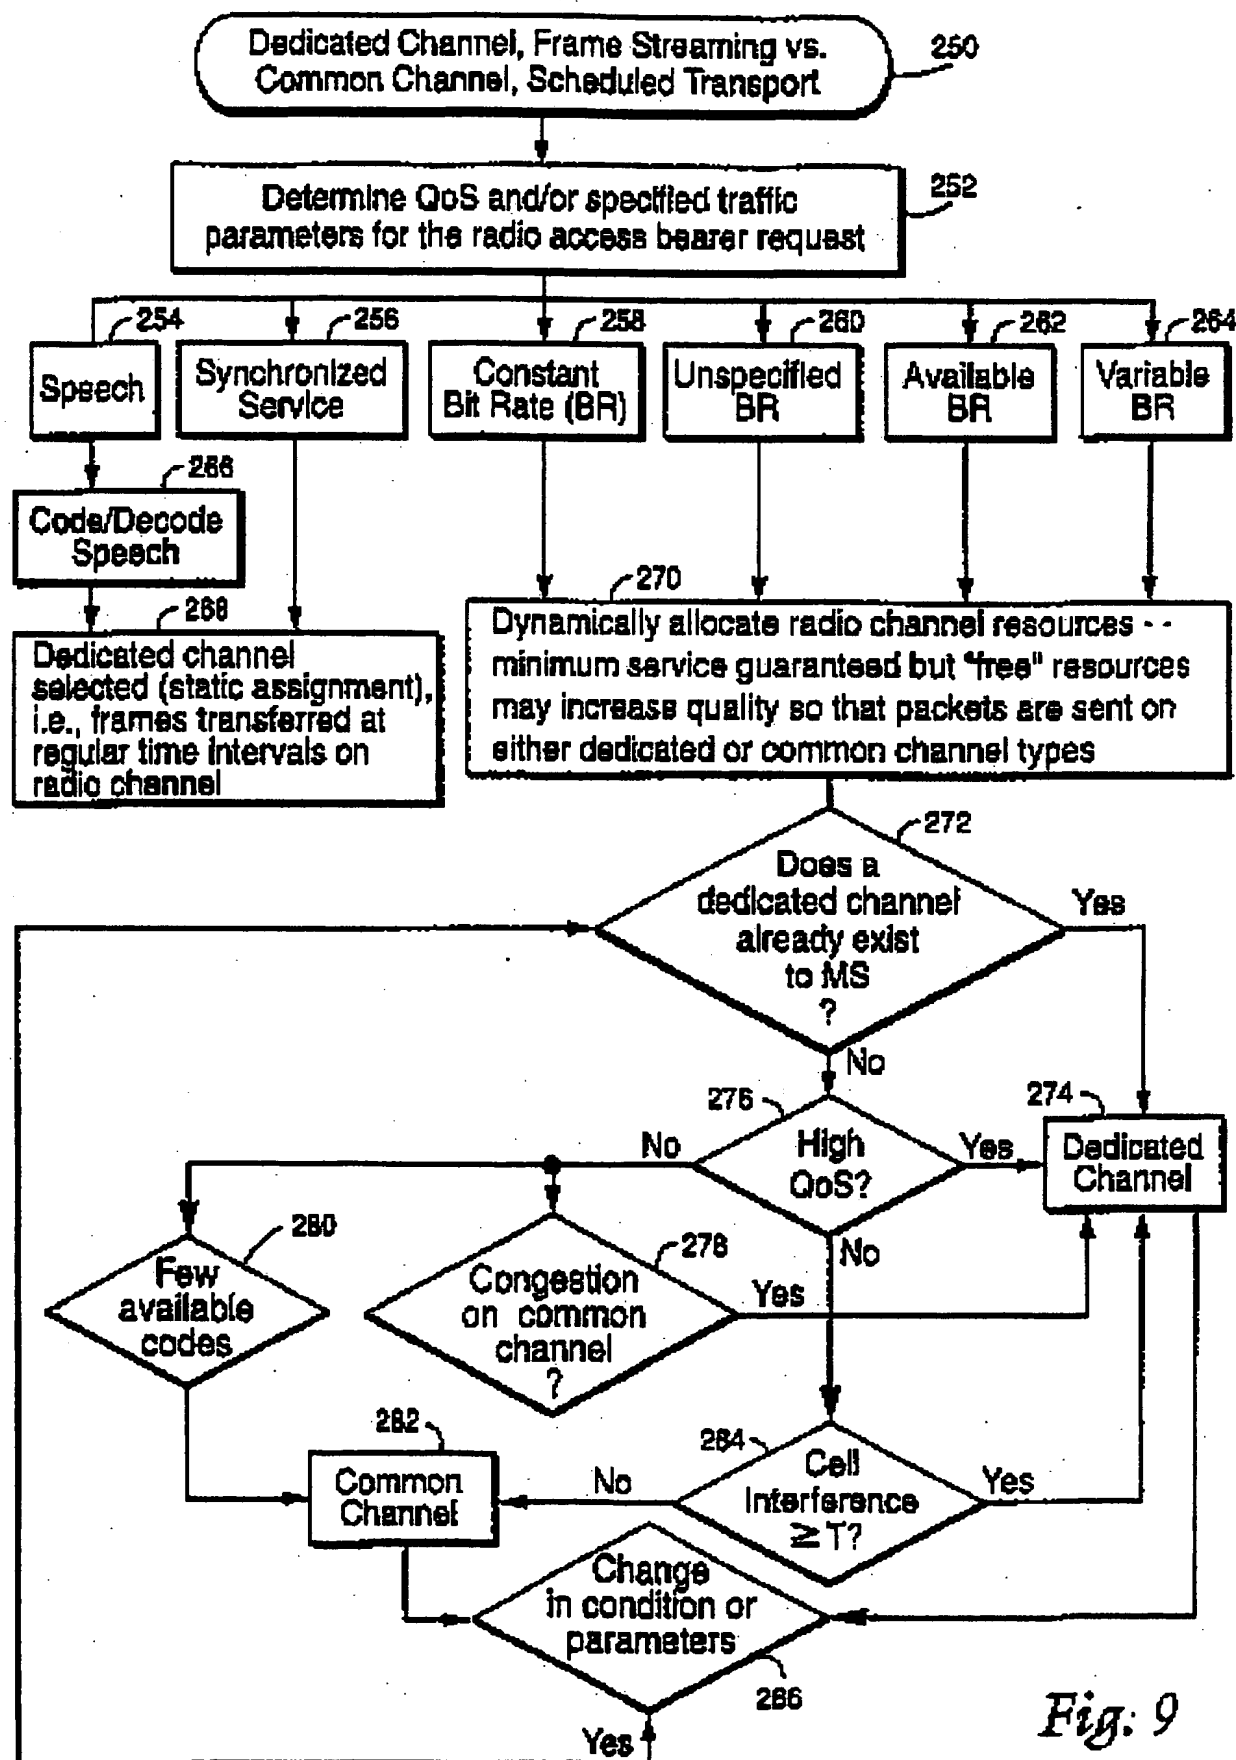 Dedicated Channel, Frame Streaming vs.
Common Channel, Scheduled Transport
250
Determine QoS and/or specified traffic
parameters for the radio access bearer request
252
254
256
258
260
262
264
Speech
Synchronized
Service
Constant
Bit Rate (BR)
Unspecified
BR
Available
BR
Variable
BR
266
Code/Decode
Speech
268
Dedicated channel
selected (static assignment),
i.e., frames transferred at
regular time intervals on
radio channel
270
Dynamically allocate radio channel resources --
minimum service guaranteed but "free" resources
may increase quality so that packets are sent on
either dedicated or common channel types
272
Does a
dedicated channel
already exist
to MS
?
Yes
No
276
High
QoS?
No
Yes
No
274
Dedicated
Channel
280
Few
available
codes
278
Congestion
on common
channel
?
Yes
282
Common
Channel
284
Cell
Interference
≥ T?
No
Yes
Change
in condition or
parameters
286
Yes
Fig. 9